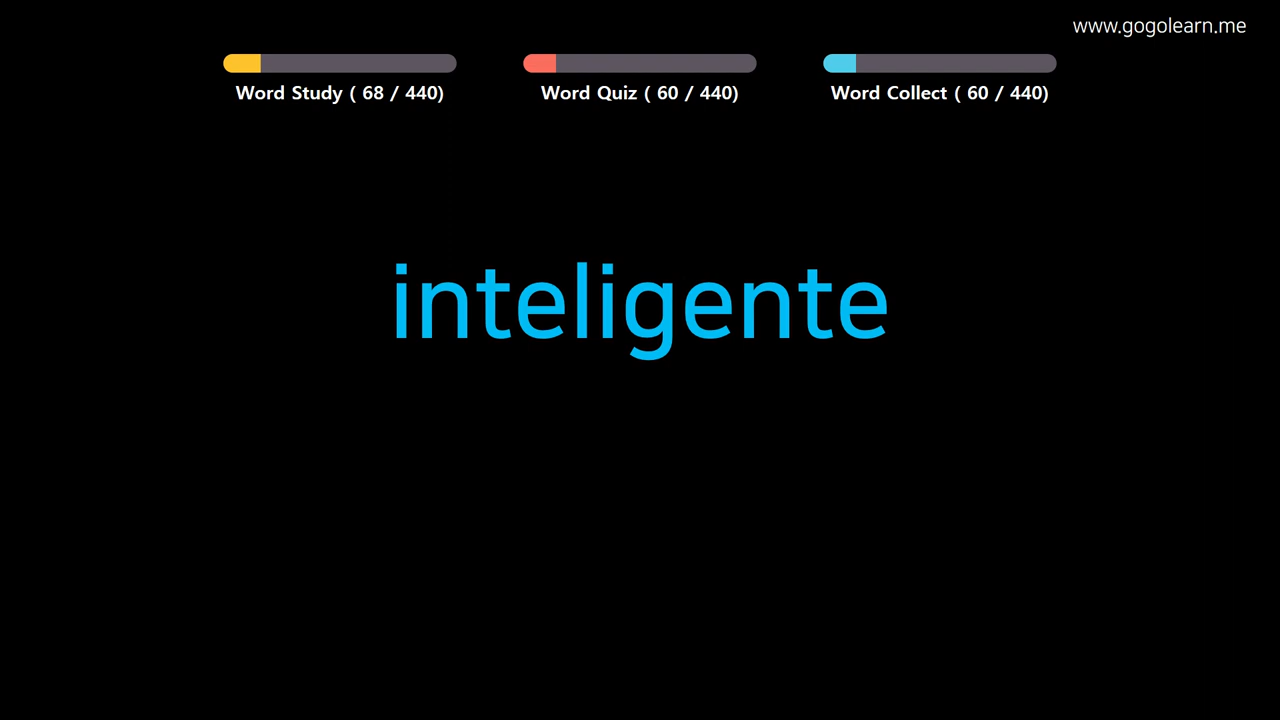 www.gogolearn.me
Word Study ( 68 / 440)
Word Quiz ( 60 / 440)
Word Collect ( 60 / 440)
inteligente